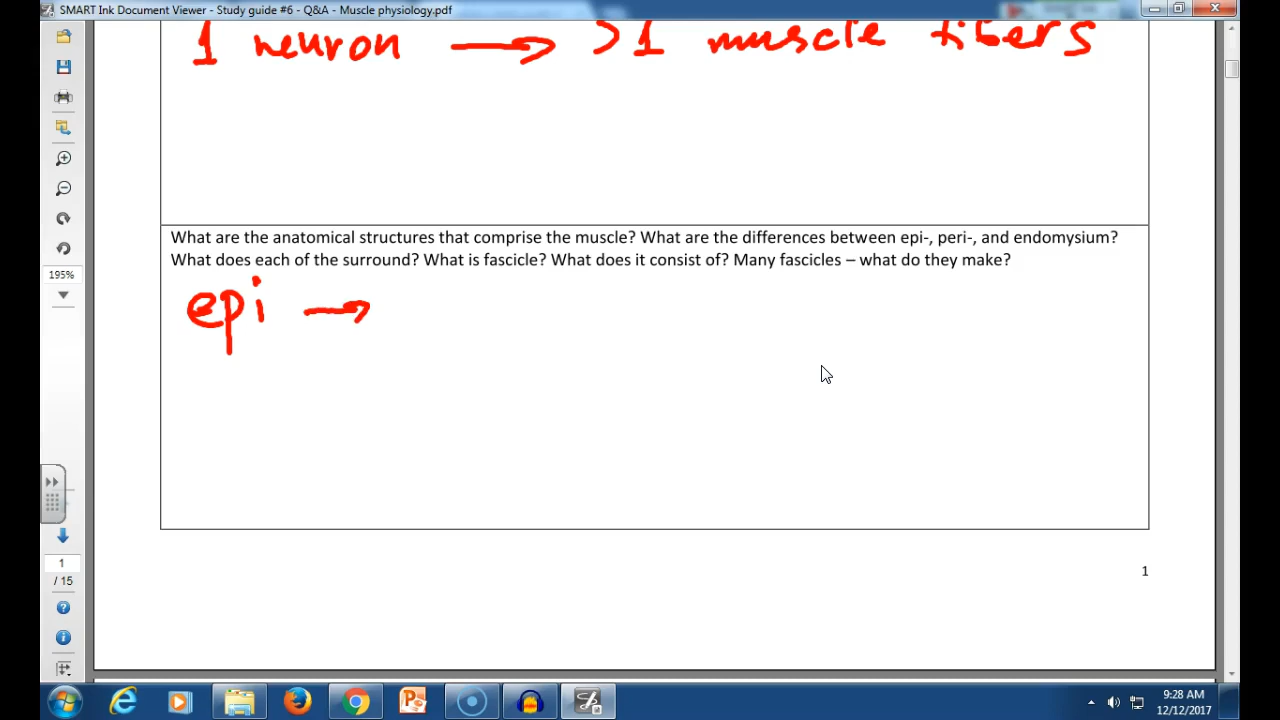 SMART Ink Document Viewer - Study guide #6 - Q&A - Muscle physiology.pdf
1 neuron → >1 muscle fibers
What are the anatomical structures that comprise the muscle? What are the differences between epi-, peri-, and endomysium?
What does each of the surround? What is fascicle? What does it consist of? Many fascicles – what do they make?
195%
epi →
1
/ 15
1
9:28 AM
12/12/2017